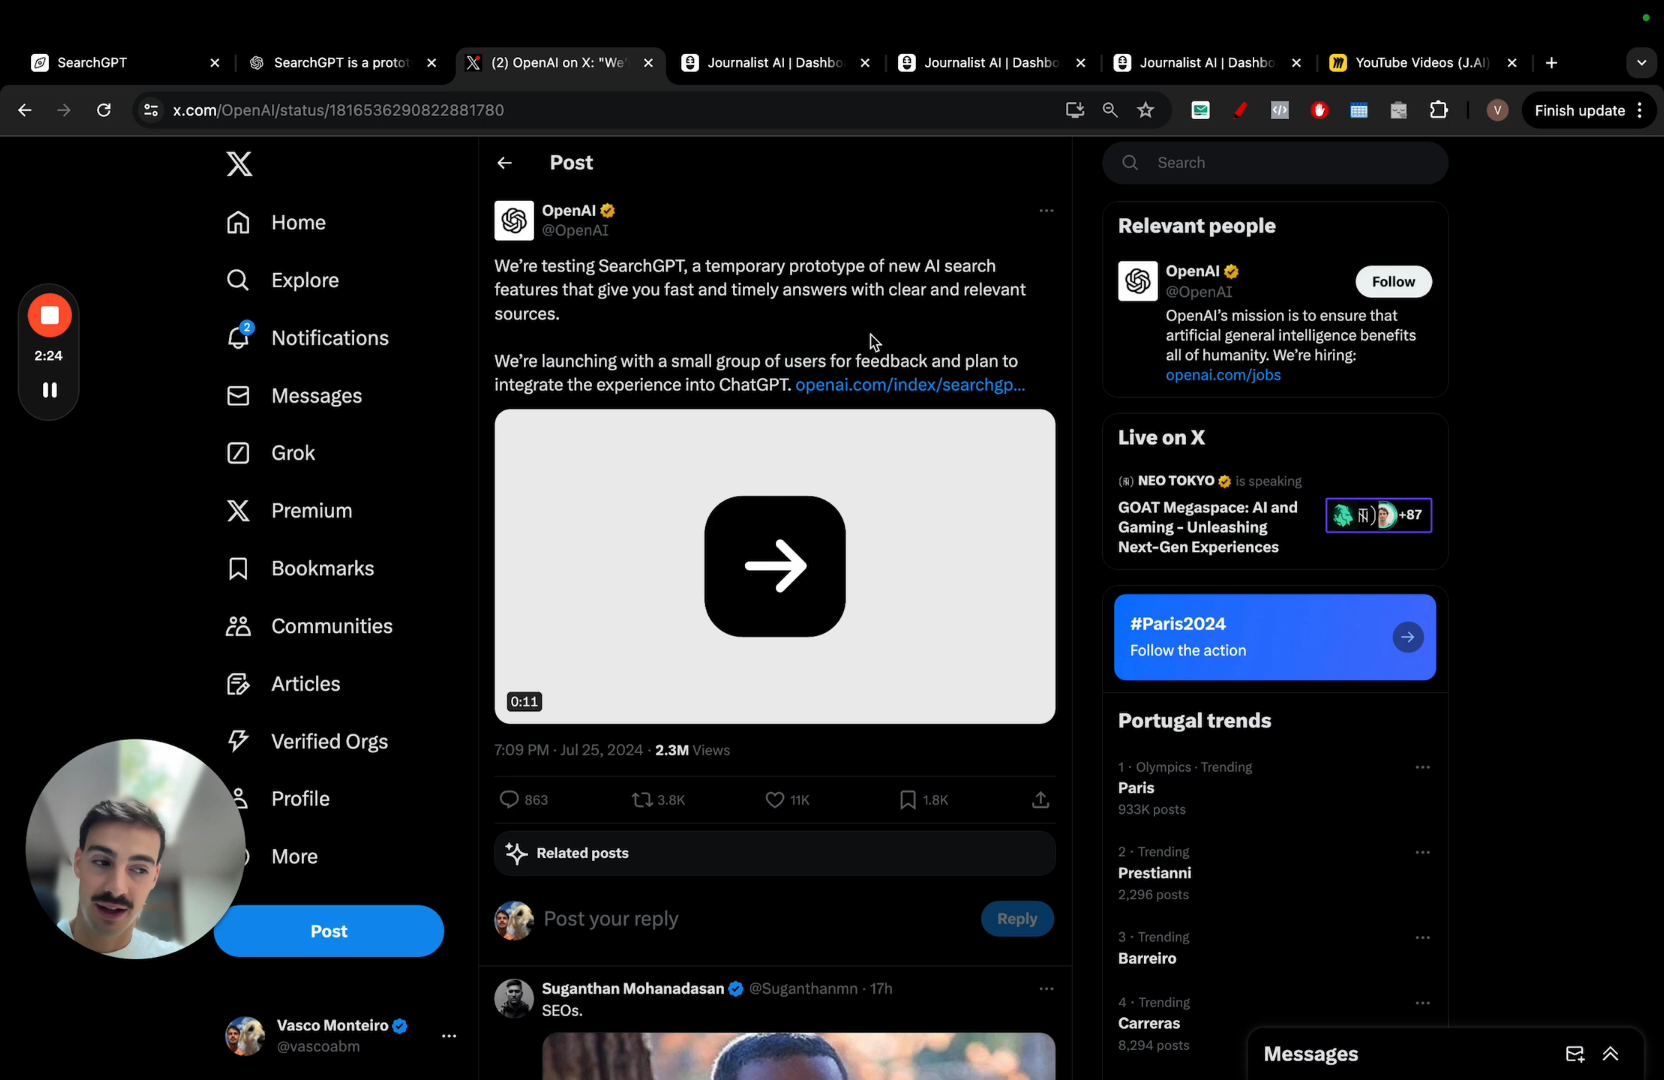 SearchGPT
SearchGPT is a protot
(2) OpenAI on X: "We'
Journalist AI | Dashbo
Journalist AI | Dashbo
Journalist AI | Dashbo
YouTube Videos (J.AI)
x.com/OpenAI/status/1816536290822881780
V
Finish update
2:24
Home
Explore
2
Notifications
Messages
Grok
Premium
Bookmarks
Communities
Articles
Verified Orgs
Profile
More
Post
Vasco Monteiro
@vascoabm
Post
OpenAI
@OpenAI
We're testing SearchGPT, a temporary prototype of new AI search
features that give you fast and timely answers with clear and relevant
sources.
We're launching with a small group of users for feedback and plan to
integrate the experience into ChatGPT. openai.com/index/searchgp...
0:11
7:09 PM · Jul 25, 2024 · 2.3M Views
863
3.8K
11K
1.8K
Related posts
Post your reply
Reply
Suganthan Mohanadasan @Suganthanmn · 17h
SEOs.
Search
Relevant people
OpenAI
@OpenAI
Follow
OpenAI's mission is to ensure that
artificial general intelligence benefits
all of humanity. We're hiring:
openai.com/jobs
Live on X
NEO TOKYO is speaking
GOAT Megaspace: AI and
Gaming - Unleashing
Next-Gen Experiences
+87
#Paris2024
Follow the action
Portugal trends
1 · Olympics · Trending
Paris
933K posts
2 · Trending
Prestianni
2,296 posts
3 · Trending
Barreiro
4 · Trending
Carreras
8,294 posts
Messages